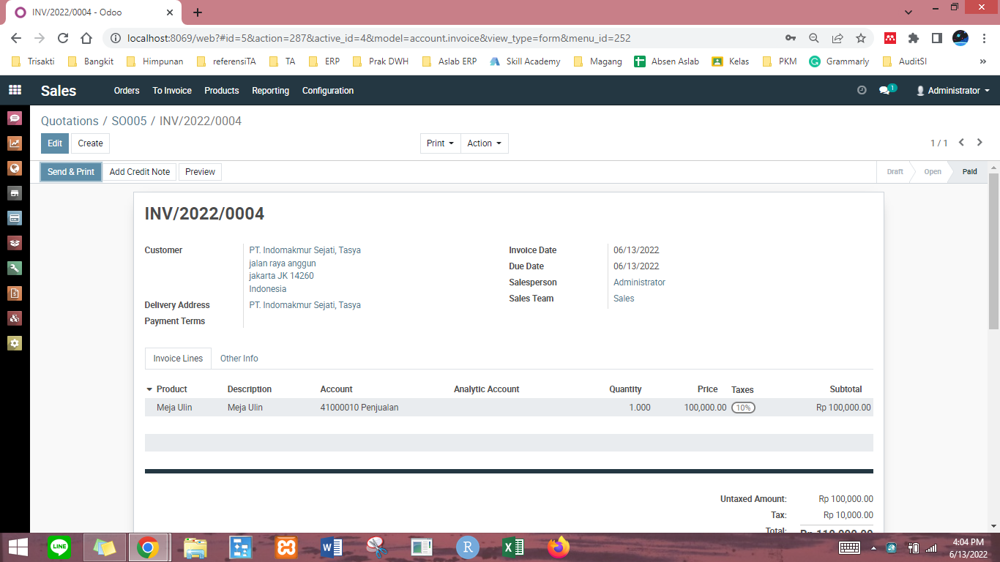 INV/2022/0004 - Odoo
localhost:8069/web?#id=5&action=287&active_id=4&model=account.invoice&view_type=form&menu_id=252
Trisakti Bangkit Himpunan referensiTA TA ERP Prak DWH Aslab ERP Skill Academy Magang Absen Aslab Kelas PKM Grammarly AuditSI »
Sales Orders To Invoice Products Reporting Configuration 1 Administrator
Quotations / SO005 / INV/2022/0004
Edit Create Print Action 1 / 1
Send & Print Add Credit Note Preview Draft Open Paid
INV/2022/0004
Customer PT. Indomakmur Sejati, Tasya Invoice Date 06/13/2022
jalan raya anggun Due Date 06/13/2022
jakarta JK 14260 Salesperson Administrator
Indonesia Sales Team Sales
Delivery Address PT. Indomakmur Sejati, Tasya
Payment Terms
Invoice Lines Other Info
Product Description Account Analytic Account Quantity Price Taxes Subtotal
Meja Ulin Meja Ulin 41000010 Penjualan 1.000 100,000.00 10% Rp 100,000.00
Untaxed Amount: Rp 100,000.00
Tax: Rp 10,000.00
Total: Rp 110,000.00
LINE W R X
4:04 PM
6/13/2022